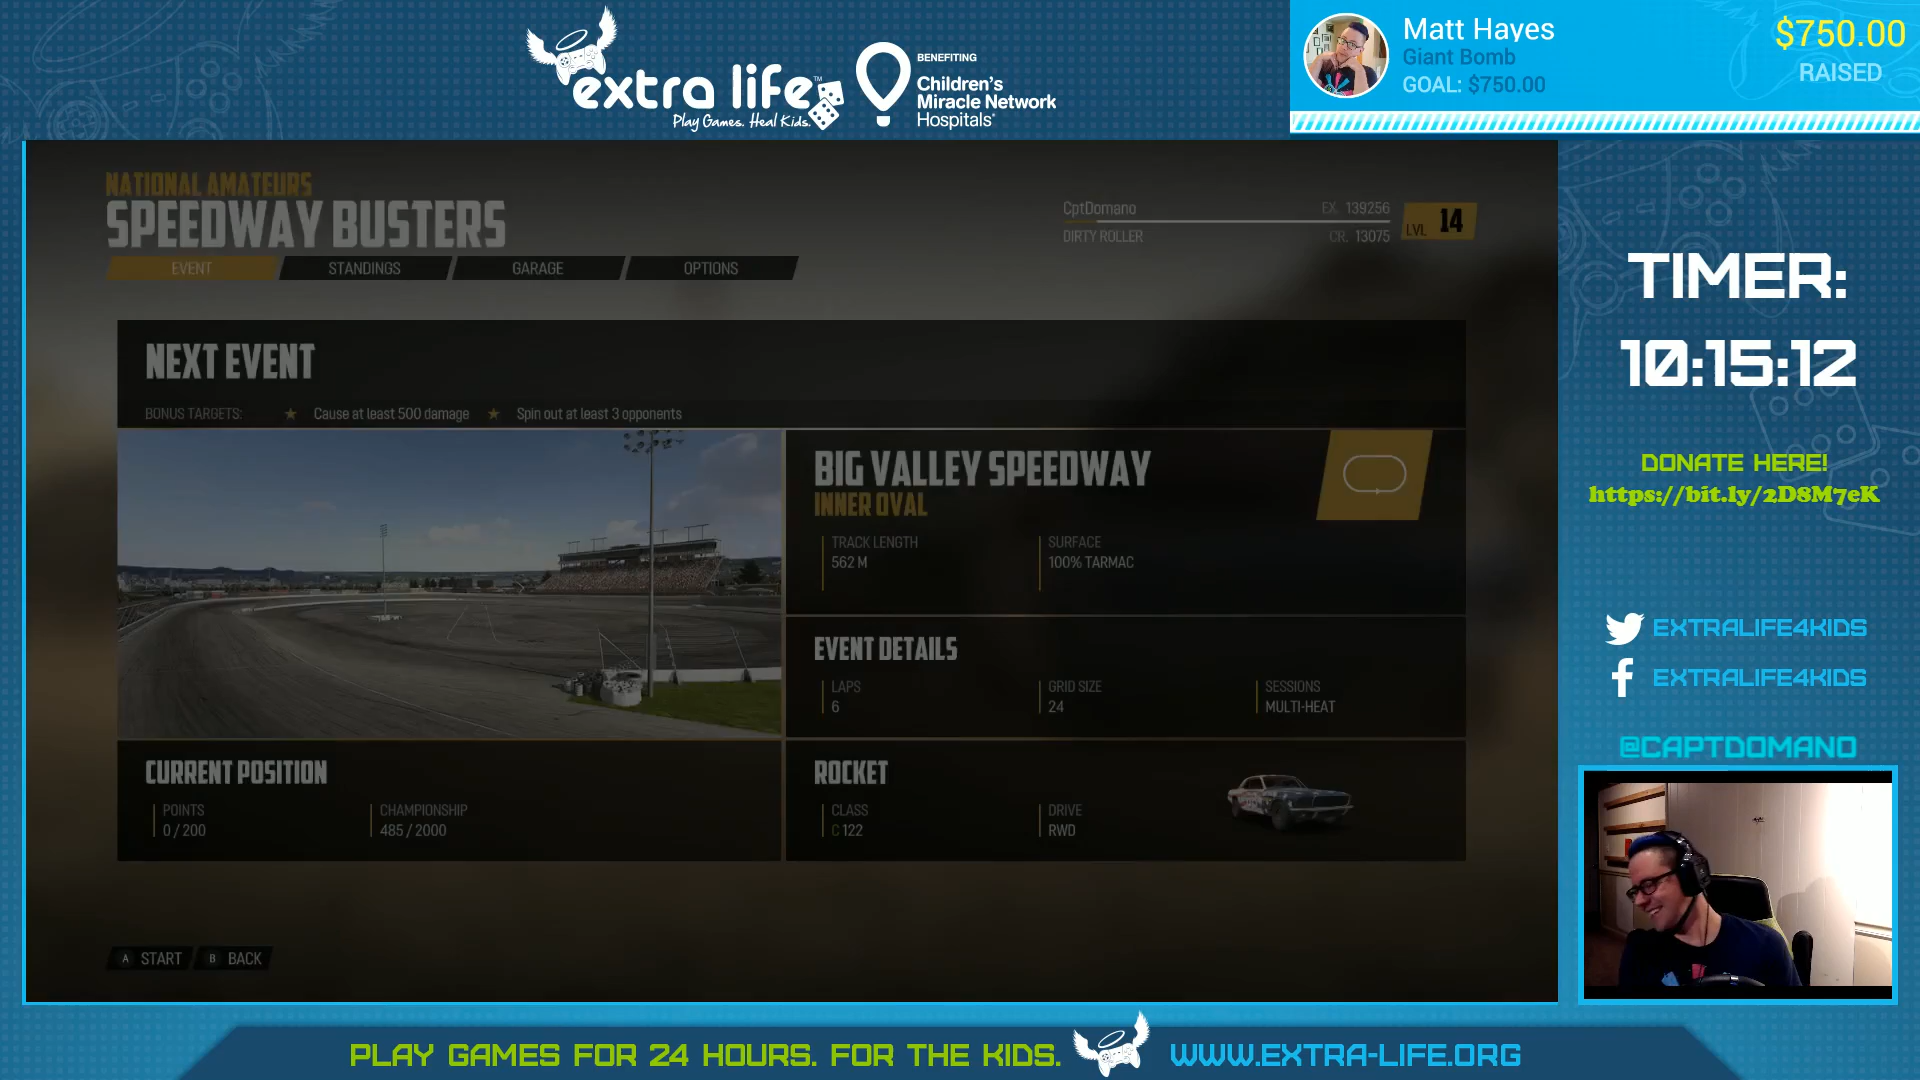 extra life™
Play Games. Heal Kids.
BENEFITING
Children's
Miracle Network
Hospitals
Matt Hayes
Giant Bomb
GOAL: $750.00
$750.00
RAISED
NATIONAL AMATEURS
SPEEDWAY BUSTERS
EVENT
STANDINGS
GARAGE
OPTIONS
CptDomano
EX. 139256
DIRTY ROLLER
CR. 13075
LVL 14
NEXT EVENT
BONUS TARGETS: ★ Cause at least 500 damage ★ Spin out at least 3 opponents
BIG VALLEY SPEEDWAY
INNER OVAL
TRACK LENGTH
562 M
SURFACE
100% TARMAC
EVENT DETAILS
LAPS
6
GRID SIZE
24
SESSIONS
MULTI-HEAT
CURRENT POSITION
POINTS
0 / 200
CHAMPIONSHIP
485 / 2000
ROCKET
CLASS
C 122
DRIVE
RWD
A START B BACK
TIMER:
10:15:12
DONATE HERE!
https://bit.ly/2D8M7eK
EXTRALIFE4KIDS
EXTRALIFE4KIDS
@CAPTDOMANO
PLAY GAMES FOR 24 HOURS. FOR THE KIDS.
WWW.EXTRA-LIFE.ORG